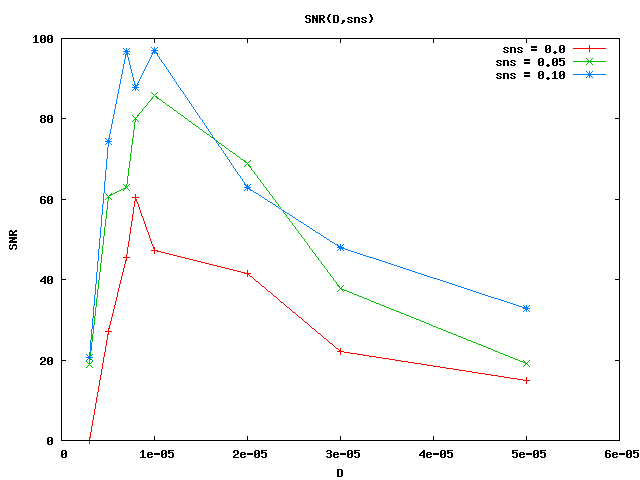 SNR(D,sns)
100
80
60
40
20
0
SNR
sns = 0.0
sns = 0.05
sns = 0.10
0 1e-05 2e-05 3e-05 4e-05 5e-05 6e-05
D